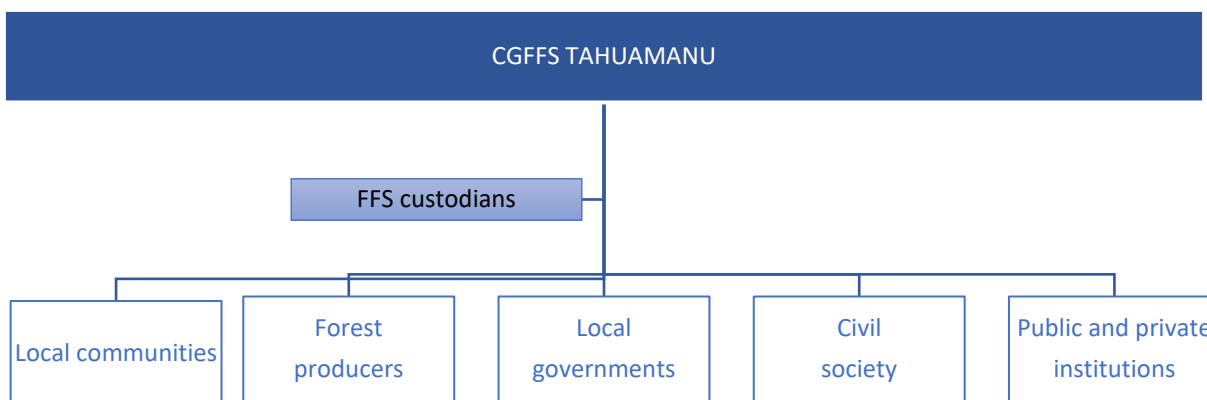 CGFFS TAHUAMANU
FFS custodians
Local communities
Forest
producers
Local
governments
Civil
society
Public and private
institutions